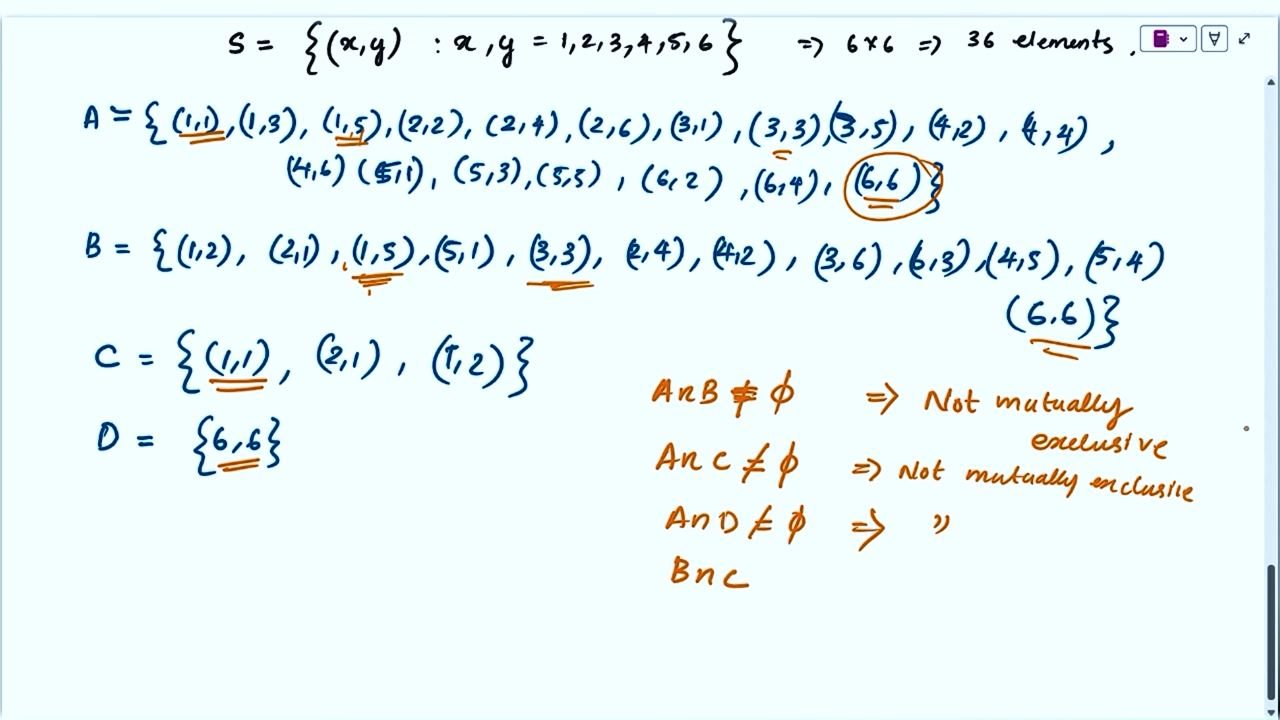 S = {(x,y) : x,y = 1,2,3,4,5,6} => 6×6 => 36 elements.
A = {(1,1),(1,3),(1,5),(2,2),(2,4),(2,6),(3,1),(3,3),(3,5),(4,2),(4,4),
(4,6)(5,1),(5,3),(5,5),(6,2),(6,4),(6,6)}
B = {(1,2),(2,1),(1,5),(5,1),(3,3),(2,4),(4,2),(3,6),(6,3),(4,5),(5,4)
(6,6)}
C = {(1,1),(2,1),(1,2)}
D = {6,6}
A∩B ≠ ϕ => Not mutually
exclusive
A∩C ≠ ϕ => Not mutually exclusive
A∩D ≠ ϕ => "
B∩C